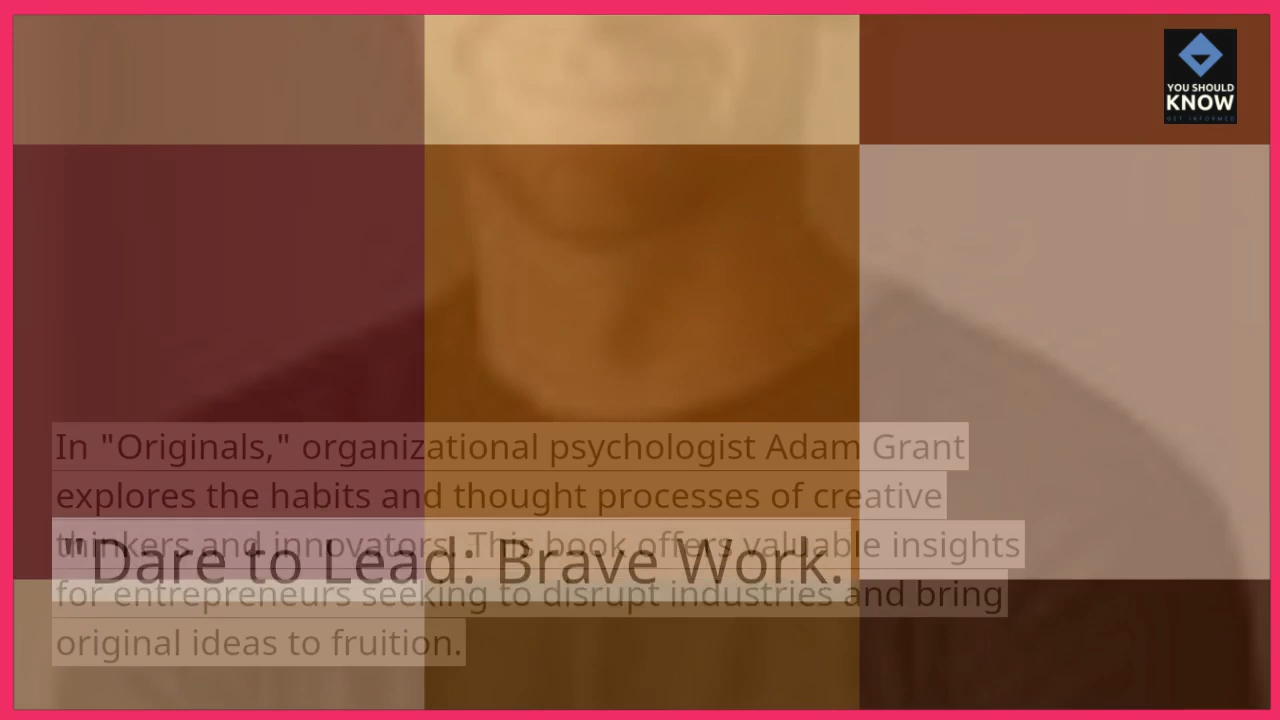 YOU SHOULD
KNOW
GET INFORMED
In "Originals," organizational psychologist Adam Grant
explores the habits and thought processes of creative
thinkers and innovators. This book offers valuable insights
"Dare to Lead: Brave Work.
for entrepreneurs seeking to disrupt industries and bring
original ideas to fruition.